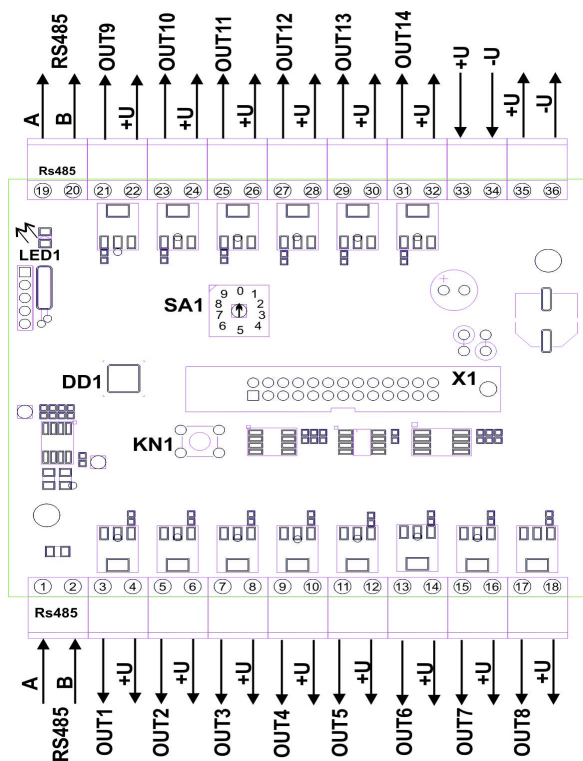 RS485 OUT9 OUT10 OUT11 OUT12 OUT13 OUT14
A B +U +U +U +U +U +U +U -U +U -U
Rs485
19 20 21 22 23 24 25 26 27 28 29 30 31 32 33 34 35 36
LED1
SA1
9 0 1
8 2
7 3
6 5 4
+
DD1
X1
KN1
1 2 3 4 5 6 7 8 9 10 11 12 13 14 15 16 17 18
Rs485
A B +U +U +U +U +U +U +U +U
RS485 OUT1 OUT2 OUT3 OUT4 OUT5 OUT6 OUT7 OUT8